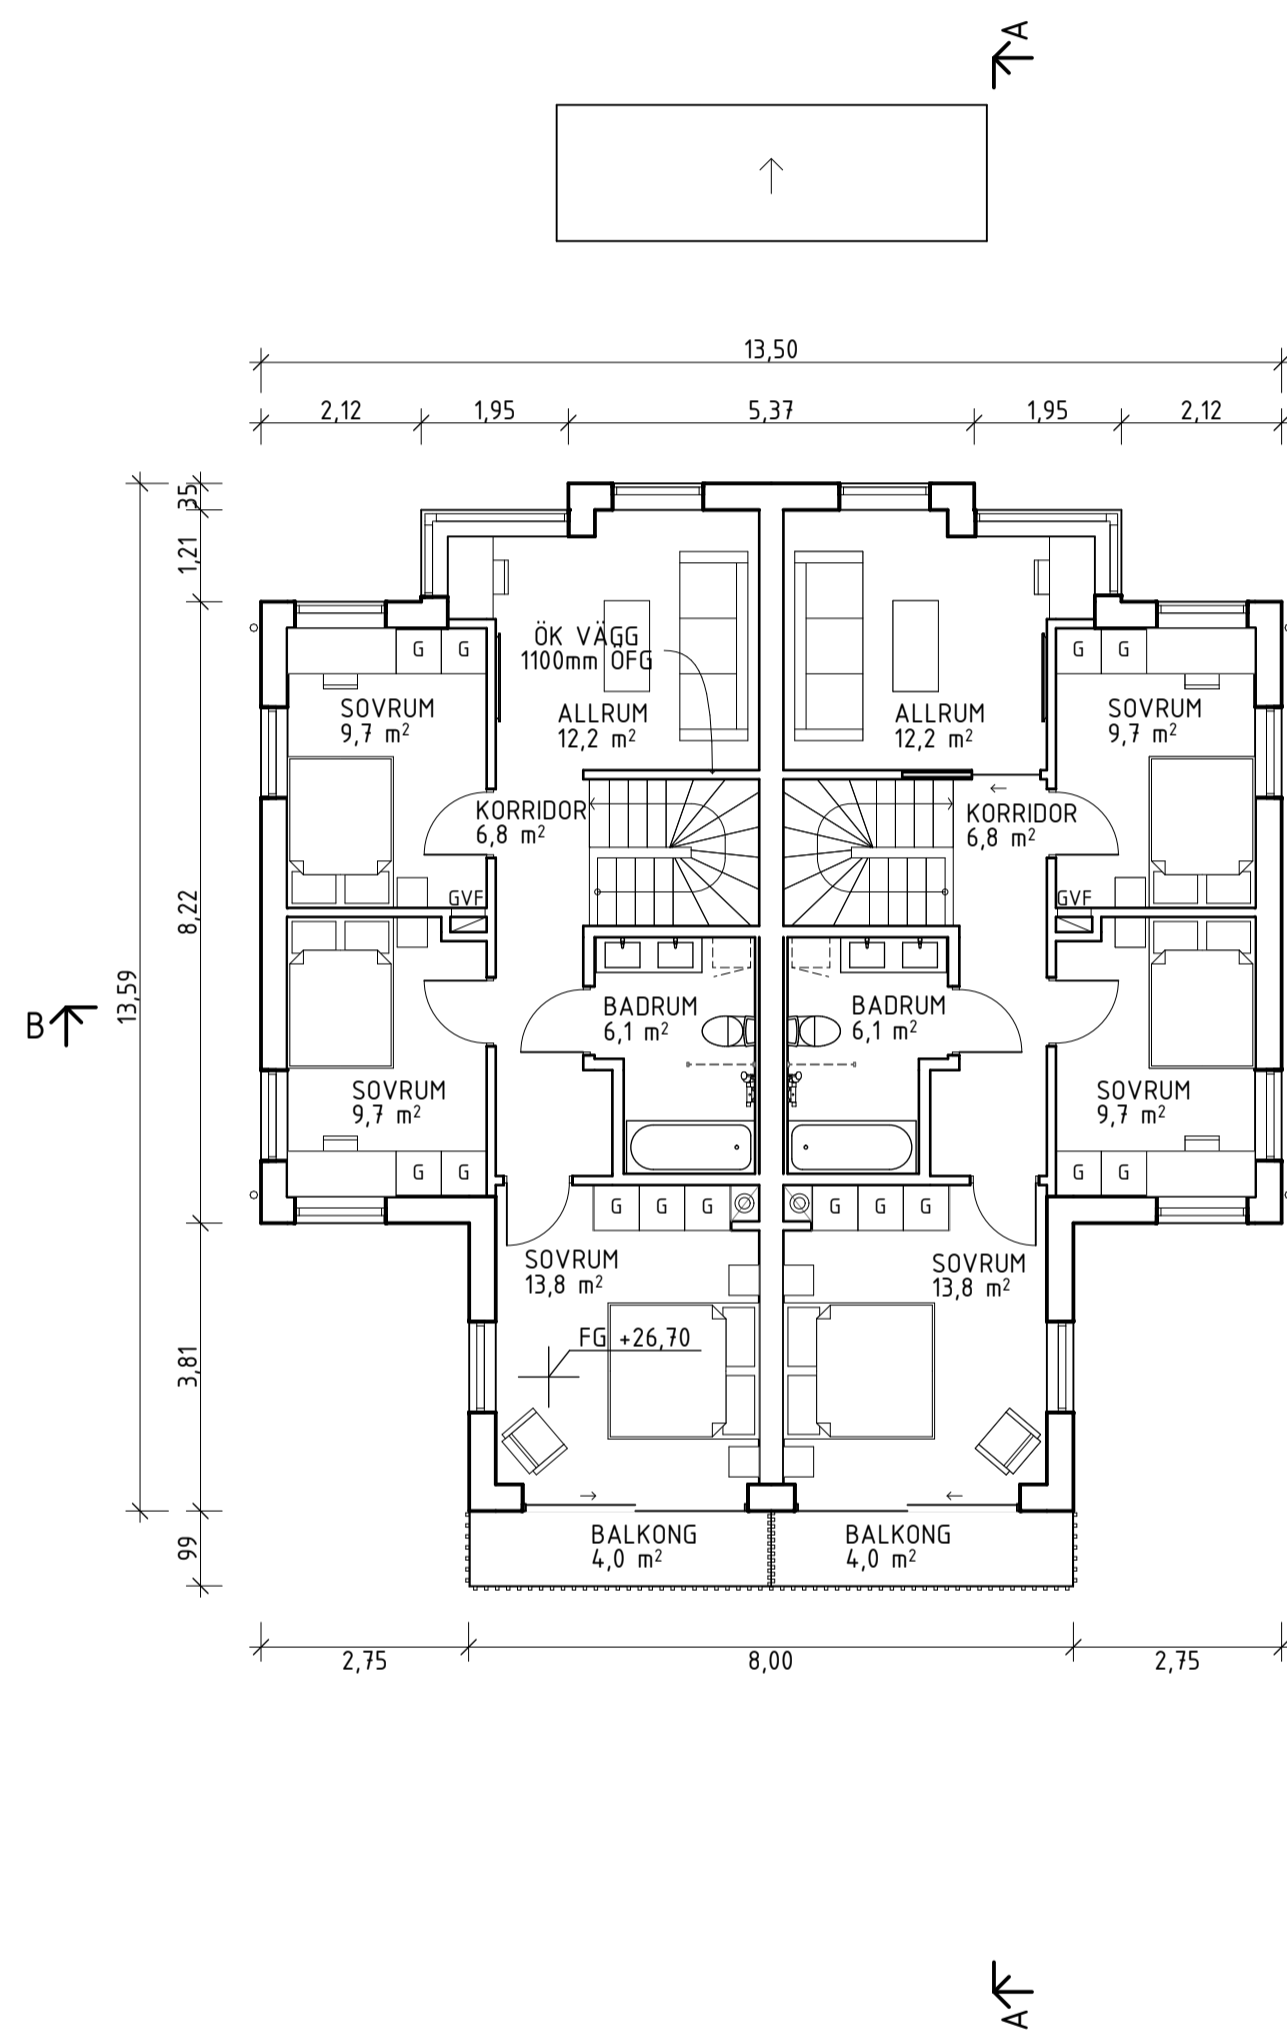 A
13,50
2,12
1,95
5,37
1,95
2,12
35
1,21
8,22
13,59
3,81
99
G G
G G
ÖK VÄGG
1100mm ÖFG
SOVRUM
9,7 m²
ALLRUM
12,2 m²
ALLRUM
12,2 m²
SOVRUM
9,7 m²
KORRIDOR
6,8 m²
KORRIDOR
6,8 m²
GVF
GVF
B
BADRUM
6,1 m²
BADRUM
6,1 m²
SOVRUM
9,7 m²
SOVRUM
9,7 m²
G G
G G
G G G
G G G
SOVRUM
13,8 m²
SOVRUM
13,8 m²
FG +26,70
BALKONG
4,0 m²
BALKONG
4,0 m²
2,75
8,00
2,75
A